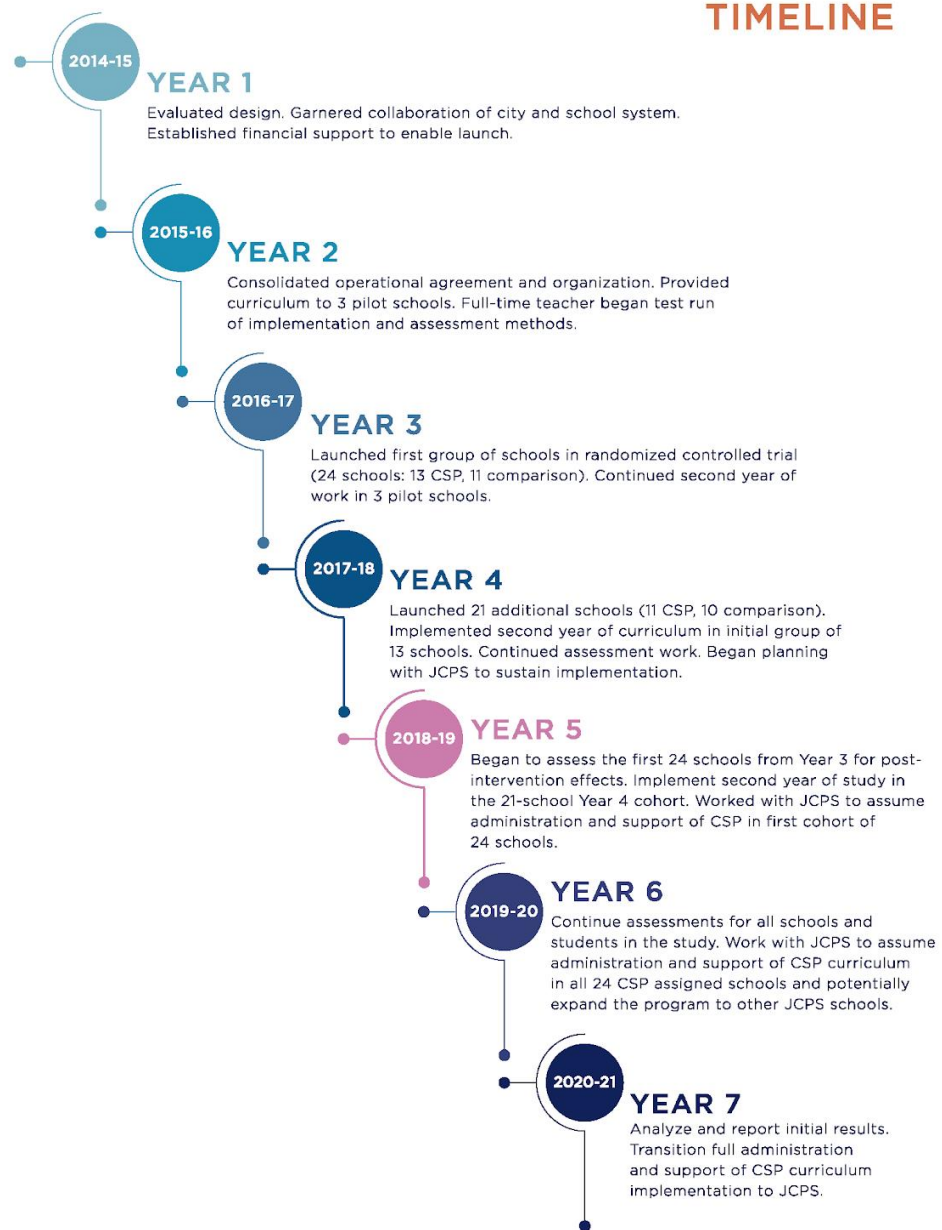 TIMELINE
2014-15
YEAR 1
Evaluated design. Garnered collaboration of city and school system.
Established financial support to enable launch.
2015-16
YEAR 2
Consolidated operational agreement and organization. Provided
curriculum to 3 pilot schools. Full-time teacher began test run
of implementation and assessment methods.
2016-17
YEAR 3
Launched first group of schools in randomized controlled trial
(24 schools: 13 CSP, 11 comparison). Continued second year of
work in 3 pilot schools.
2017-18
YEAR 4
Launched 21 additional schools (11 CSP, 10 comparison).
Implemented second year of curriculum in initial group of
13 schools. Continued assessment work. Began planning
with JCPS to sustain implementation.
2018-19
YEAR 5
Began to assess the first 24 schools from Year 3 for post-
intervention effects. Implement second year of study in
the 21-school Year 4 cohort. Worked with JCPS to assume
administration and support of CSP in first cohort of
24 schools.
2019-20
YEAR 6
Continue assessments for all schools and
students in the study. Work with JCPS to assume
administration and support of CSP curriculum
in all 24 CSP assigned schools and potentially
expand the program to other JCPS schools.
2020-21
YEAR 7
Analyze and report initial results.
Transition full administration
and support of CSP curriculum
implementation to JCPS.